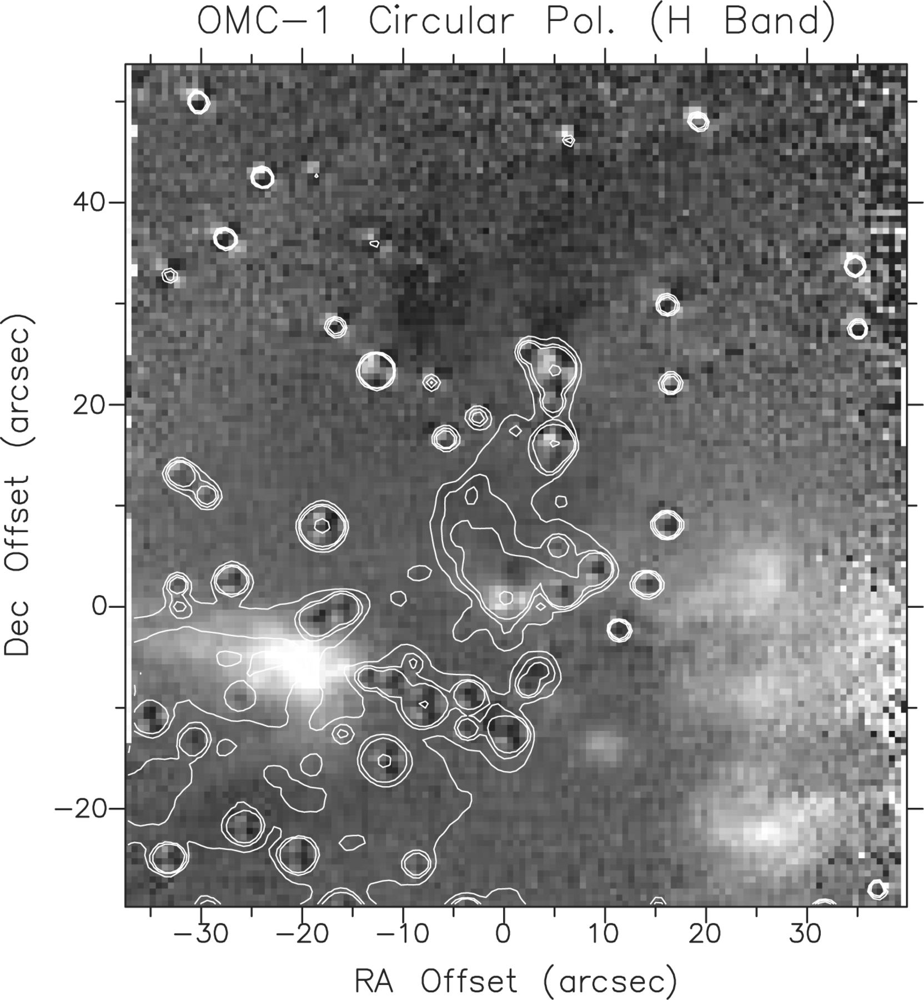 OMC-1 Circular Pol. (H Band)
40
20
0
-20
Dec Offset (arcsec)
-30 -20 -10 0 10 20 30
RA Offset (arcsec)